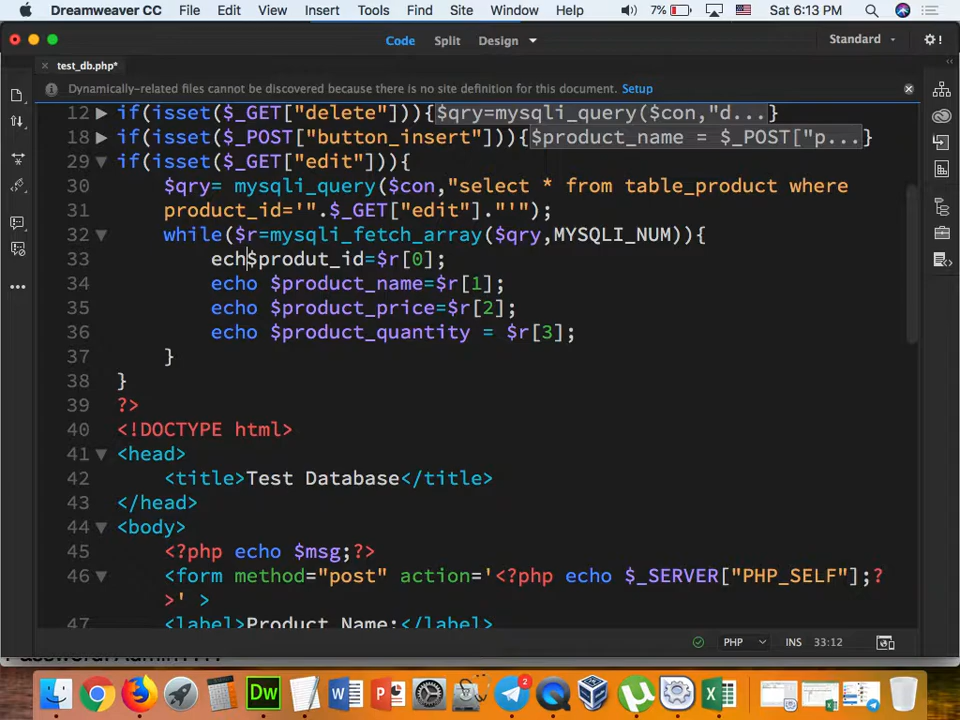 Dreamweaver CC File Edit View Insert Tools Find Site Window Help 7% Sat 6:13 PM
Code Split Design Standard
test_db.php*
Dynamically-related files cannot be discovered because there is no site definition for this document. Setup
12 if(isset($_GET["delete"])){$qry=mysqli_query($con,"d...}
18 if(isset($_POST["button_insert"])){$product_name = $_POST["p...}
29 if(isset($_GET["edit"])){
30 $qry= mysqli_query($con,"select * from table_product where
31 product_id='".$_GET["edit"]."'");
32 while($r=mysqli_fetch_array($qry,MYSQLI_NUM)){
33 ech$produt_id=$r[0];
34 echo $product_name=$r[1];
35 echo $product_price=$r[2];
36 echo $product_quantity = $r[3];
37 }
38 }
39 ?>
40 <!DOCTYPE html>
41 <head>
42 <title>Test Database</title>
43 </head>
44 <body>
45 <?php echo $msg;?>
46 <form method="post" action='<?php echo $_SERVER["PHP_SELF"];?
>' >
47 <label>Product Name:</label>
PHP INS 33:12
Dw W P 2 X